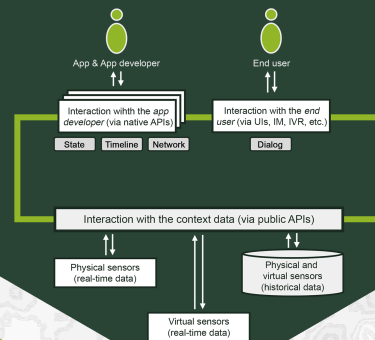 App & App developer
End user
Interaction whth the app
developer (via native APIs)
Interaction with the end
user (via UIs, IM, IVR, etc.)
State
Timeline
Network
Dialog
Interaction with the context data (via public APIs)
Physical sensors
(real-time data)
Physical and
virtual sensors
(historical data)
Virtual sensors
(real-time data)